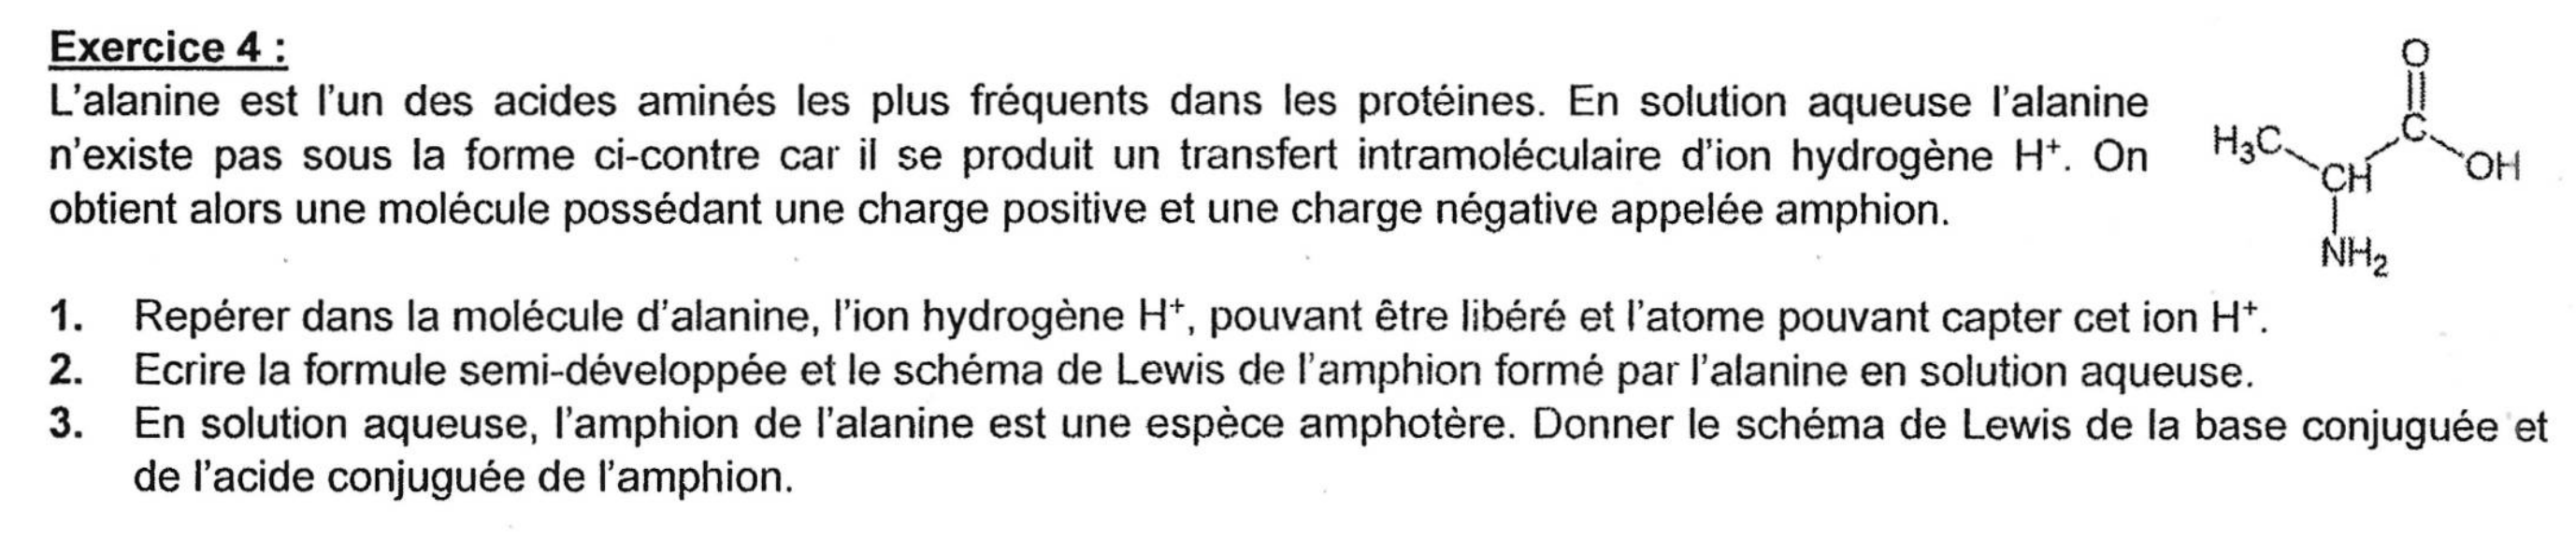 Exercice 4 :
L'alanine est l'un des acides aminés les plus fréquents dans les protéines. En solution aqueuse l'alanine
n'existe pas sous la forme ci-contre car il se produit un transfert intramoléculaire d'ion hydrogène H⁺. On
obtient alors une molécule possédant une charge positive et une charge négative appelée amphion.
O
H₃C
C
CH
OH
NH₂
1. Repérer dans la molécule d'alanine, l'ion hydrogène H⁺, pouvant être libéré et l'atome pouvant capter cet ion H⁺.
2. Ecrire la formule semi-développée et le schéma de Lewis de l'amphion formé par l'alanine en solution aqueuse.
3. En solution aqueuse, l'amphion de l'alanine est une espèce amphotère. Donner le schéma de Lewis de la base conjuguée et
de l'acide conjuguée de l'amphion.